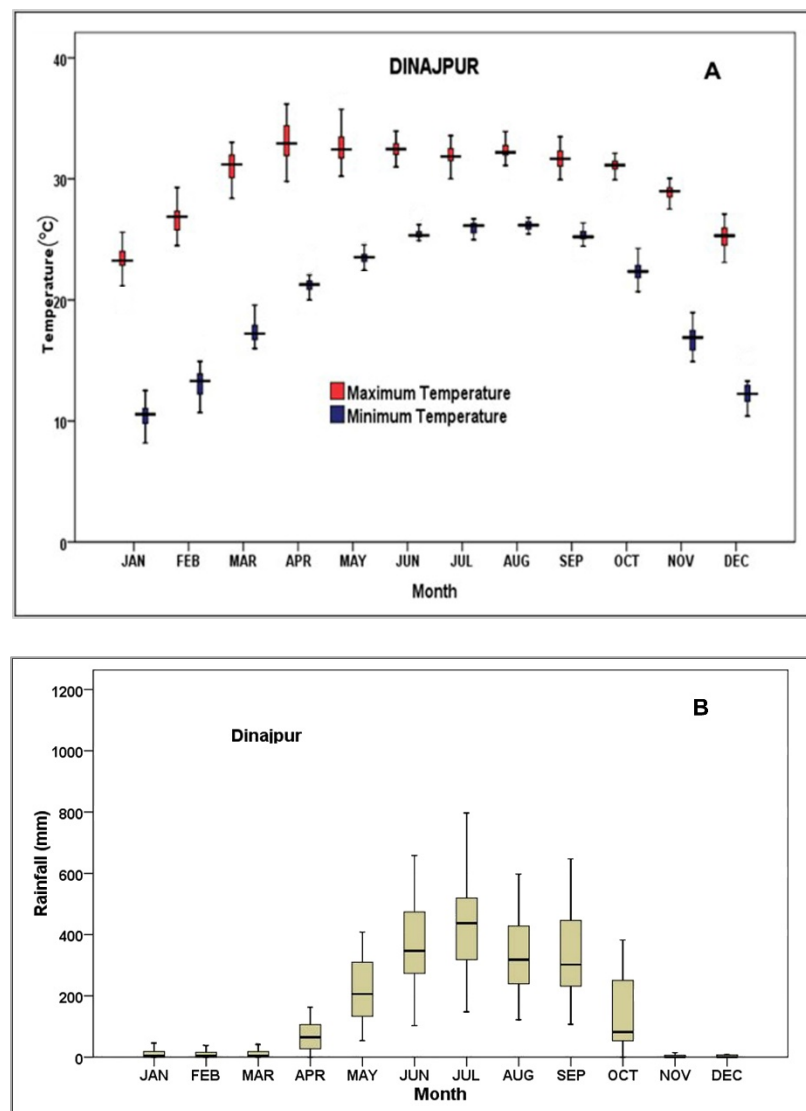 DINAJPUR
A
40
30
20
10
0
Temperature(°C)
Maximum Temperature
Minimum Temperature
JAN FEB MAR APR MAY JUN JUL AUG SEP OCT NOV DEC
Month
B
Dinajpur
1200
1000
800
600
400
200
0
Rainfall (mm)
JAN FEB MAR APR MAY JUN JUL AUG SEP OCT NOV DEC
Month